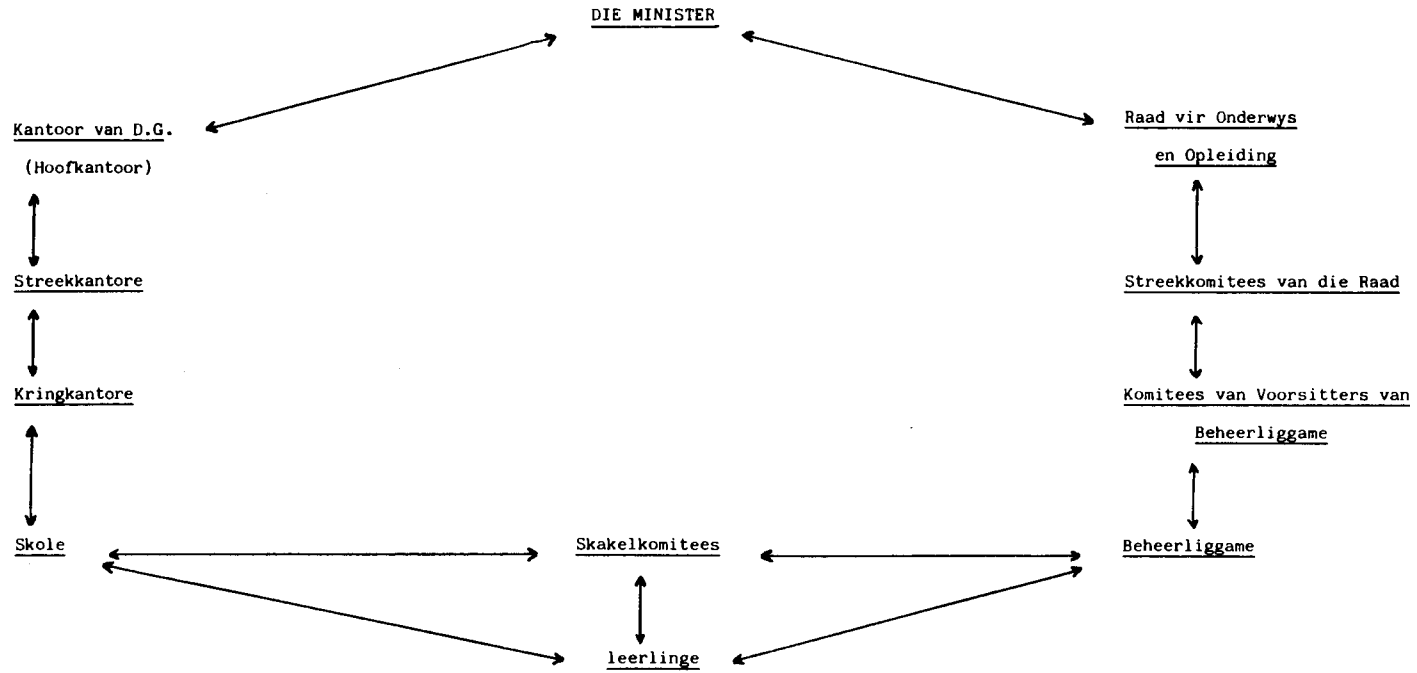 DIE MINISTER
Kantoor van D.G.
(Hoofkantoor)
Raad vir Onderwys
en Opleiding
Streekkantore
Streekkomitees van die Raad
Kringkantore
Komitees van Voorsitters van
Beheerliggame
Skole
Skakelkomitees
Beheerliggame
leerlinge